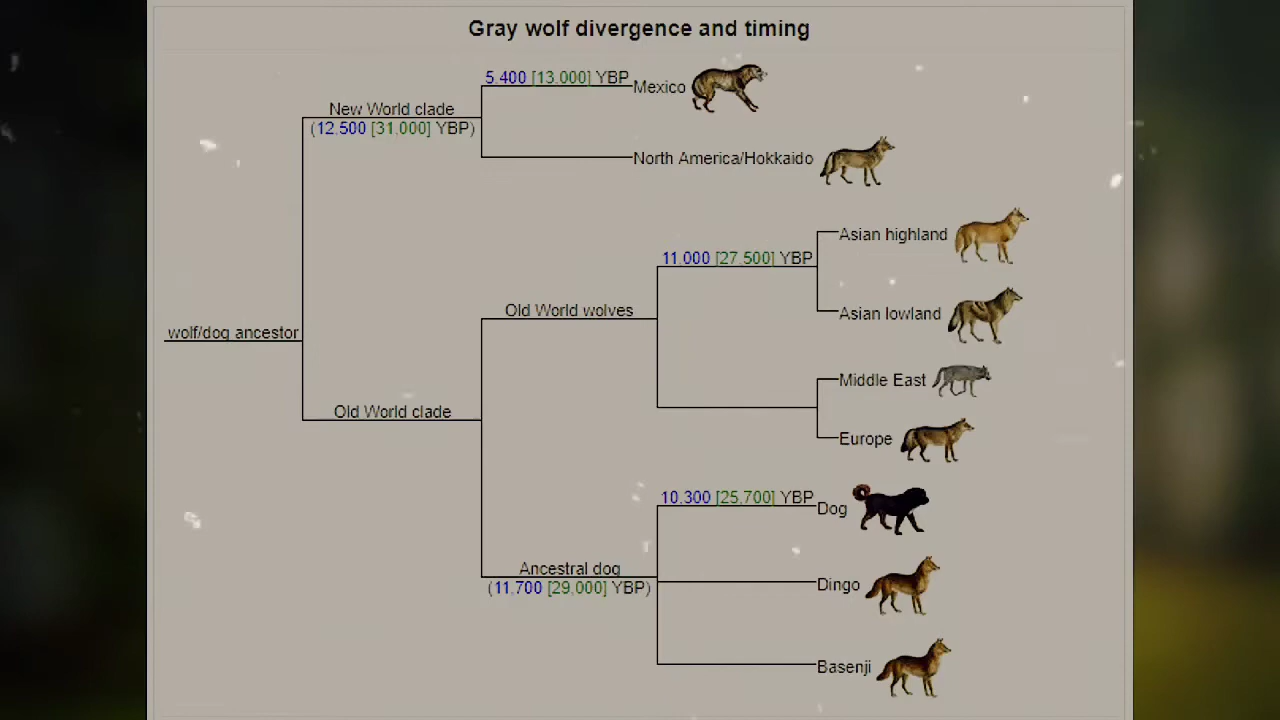 Gray wolf divergence and timing
5,400 [13,000] YBP
Mexico
New World clade
(12,500 [31,000] YBP)
North America/Hokkaido
Asian highland
11,000 [27,500] YBP
Old World wolves
Asian lowland
wolf/dog ancestor
Middle East
Old World clade
Europe
10,300 [25,700] YBP
Dog
Ancestral dog
(11,700 [29,000] YBP)
Dingo
Basenji